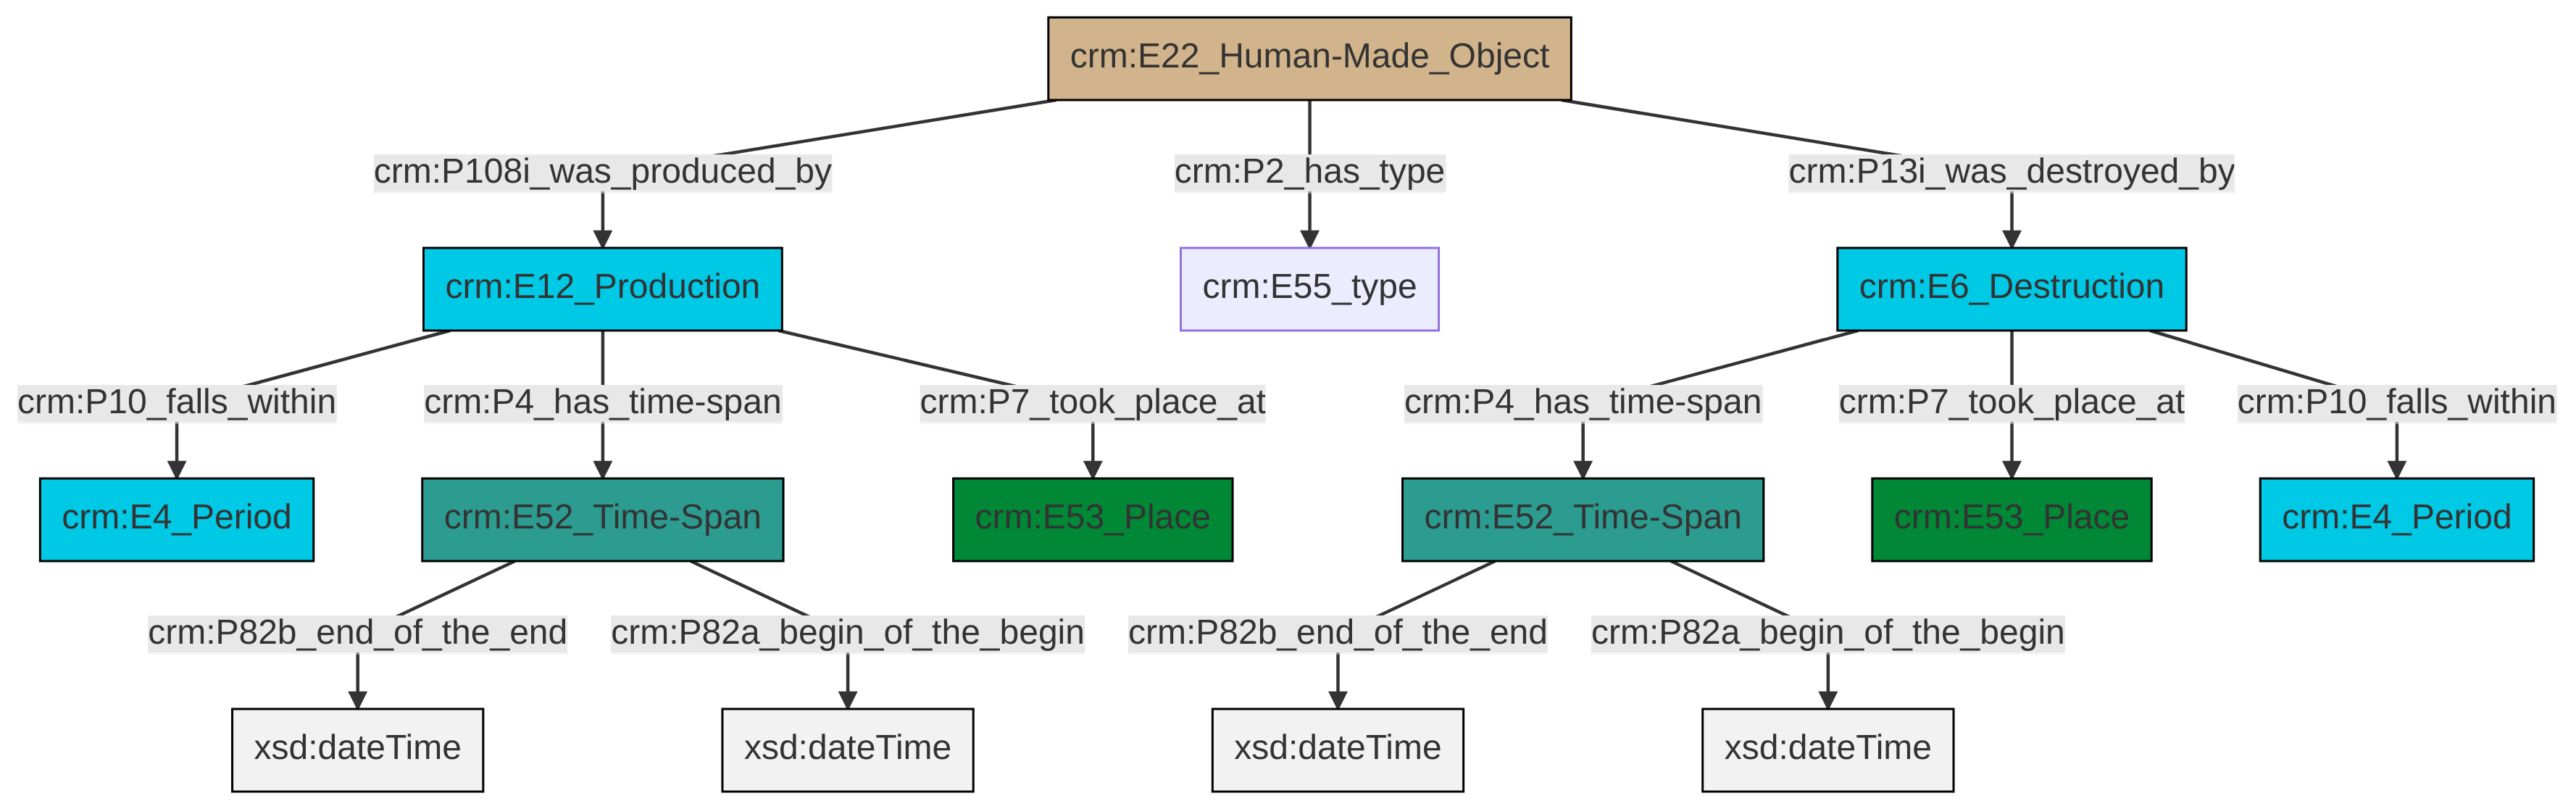 crm:E22_Human-Made_Object
crm:P108i_was_produced_by
crm:P2_has_type
crm:P13i_was_destroyed_by
crm:E12_Production
crm:E55_type
crm:E6_Destruction
crm:P10_falls_within
crm:P4_has_time-span
crm:P7_took_place_at
crm:P4_has_time-span
crm:P7_took_place_at
crm:P10_falls_within
crm:E4_Period
crm:E52_Time-Span
crm:E53_Place
crm:E52_Time-Span
crm:E53_Place
crm:E4_Period
crm:P82b_end_of_the_end
crm:P82a_begin_of_the_begin
crm:P82b_end_of_the_end
crm:P82a_begin_of_the_begin
xsd:dateTime
xsd:dateTime
xsd:dateTime
xsd:dateTime